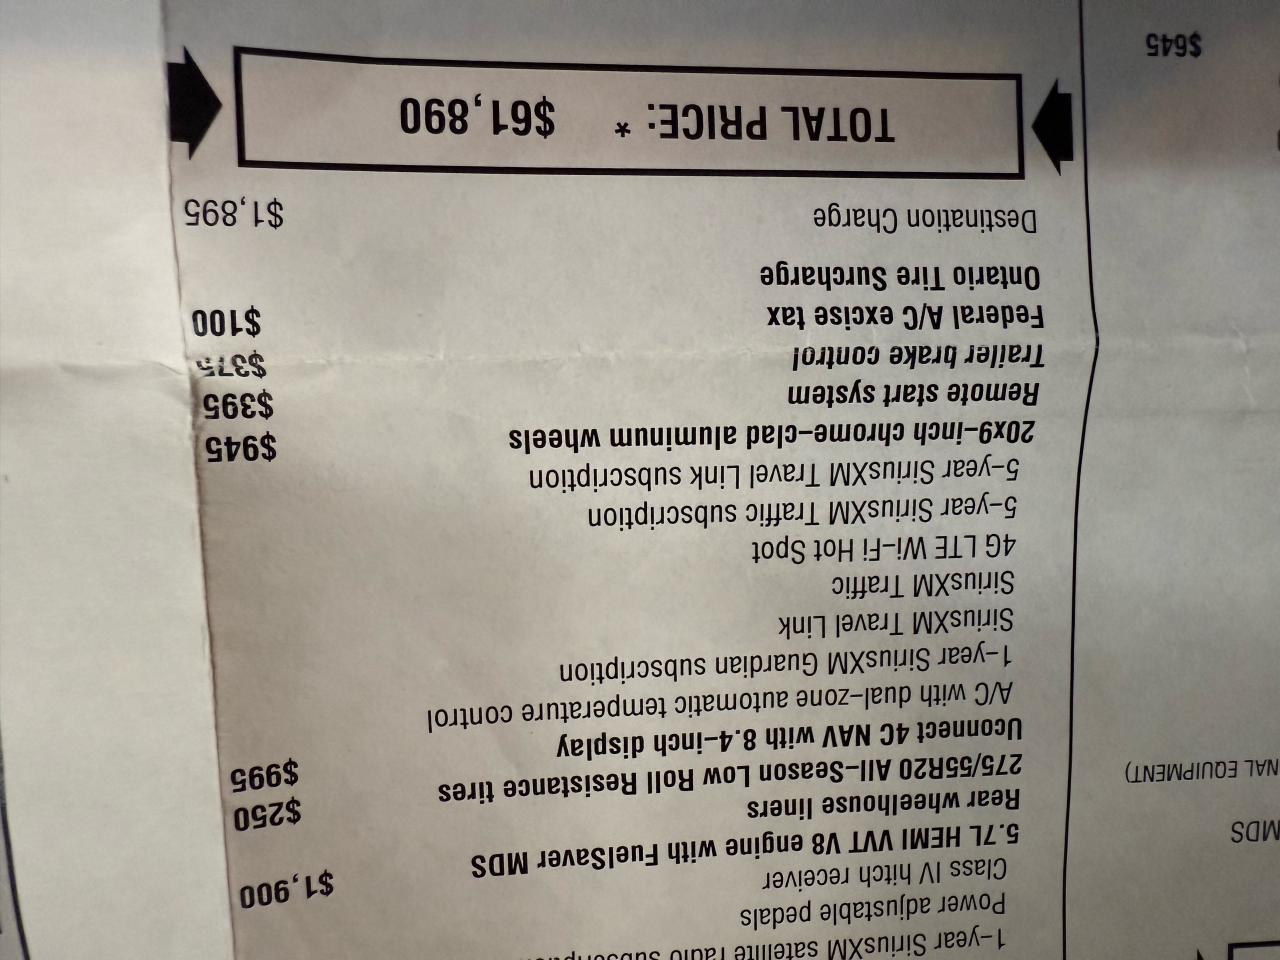 1-year SiriusXM satellite radio
Power adjustable pedals
Class IV hitch receiver
5.7L HEMI VVT V8 engine with FuelSaver MDS $1,900
Rear wheelhouse liners
275/55R20 All-Season Low Roll Resistance tires $250
Uconnect 4C NAV with 8.4-inch display $995
A/C with dual-zone automatic temperature control
1-year SiriusXM Guardian subscription
SiriusXM Travel Link
SiriusXM Traffic
4G LTE Wi-Fi Hot Spot
5-year SiriusXM Traffic subscription
5-year SiriusXM Travel Link subscription
20x9-inch chrome-clad aluminum wheels $945
Remote start system $395
Trailer brake control $375
Federal A/C excise tax $100
Ontario Tire Surcharge
Destination Charge $1,895
TOTAL PRICE: * $61,890
MDS
NAL EQUIPMENT)
$645